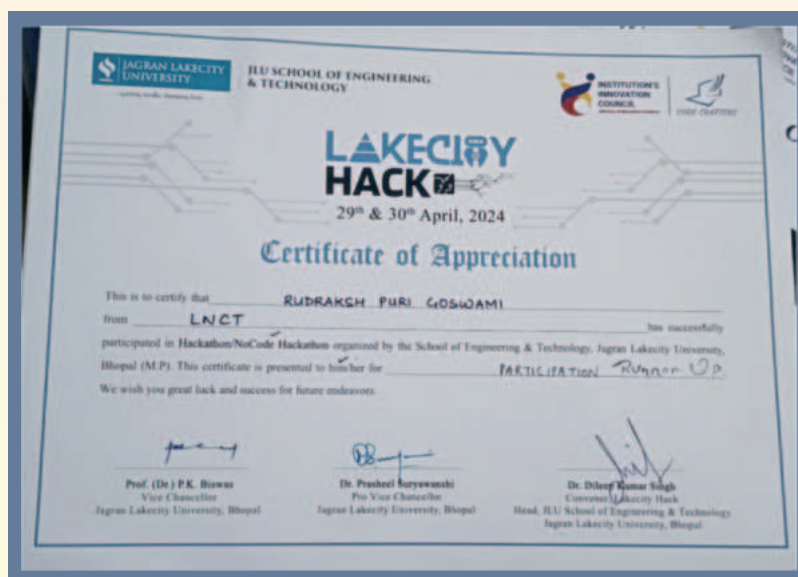 JAGRAN LAKECITY
UNIVERSITY
JLU SCHOOL OF ENGINEERING
& TECHNOLOGY
INSTITUTION'S
INNOVATION
COUNCIL
CODE CRAFTERS
LAKECITY
HACK
29th & 30th April, 2024
Certificate of Appreciation
This is to certify that RUDRAKSH PURI GOSWAMI
from LNCT has successfully
participated in Hackathon/NoCode Hackathon organized by the School of Engineering & Technology, Jagran Lakecity University,
Bhopal (M.P). This certificate is presented to him/her for PARTICIPATION Runner Up
We wish you great luck and success for future endeavors.
Prof. (Dr.) P.K. Biswas
Vice Chancellor
Jagran Lakecity University, Bhopal
Dr. Prasheel Suryawanshi
Pro Vice Chancellor
Jagran Lakecity University, Bhopal
Dr. Dileep Kumar Singh
Convener, Lakecity Hack
Head, JLU School of Engineering & Technology
Jagran Lakecity University, Bhopal